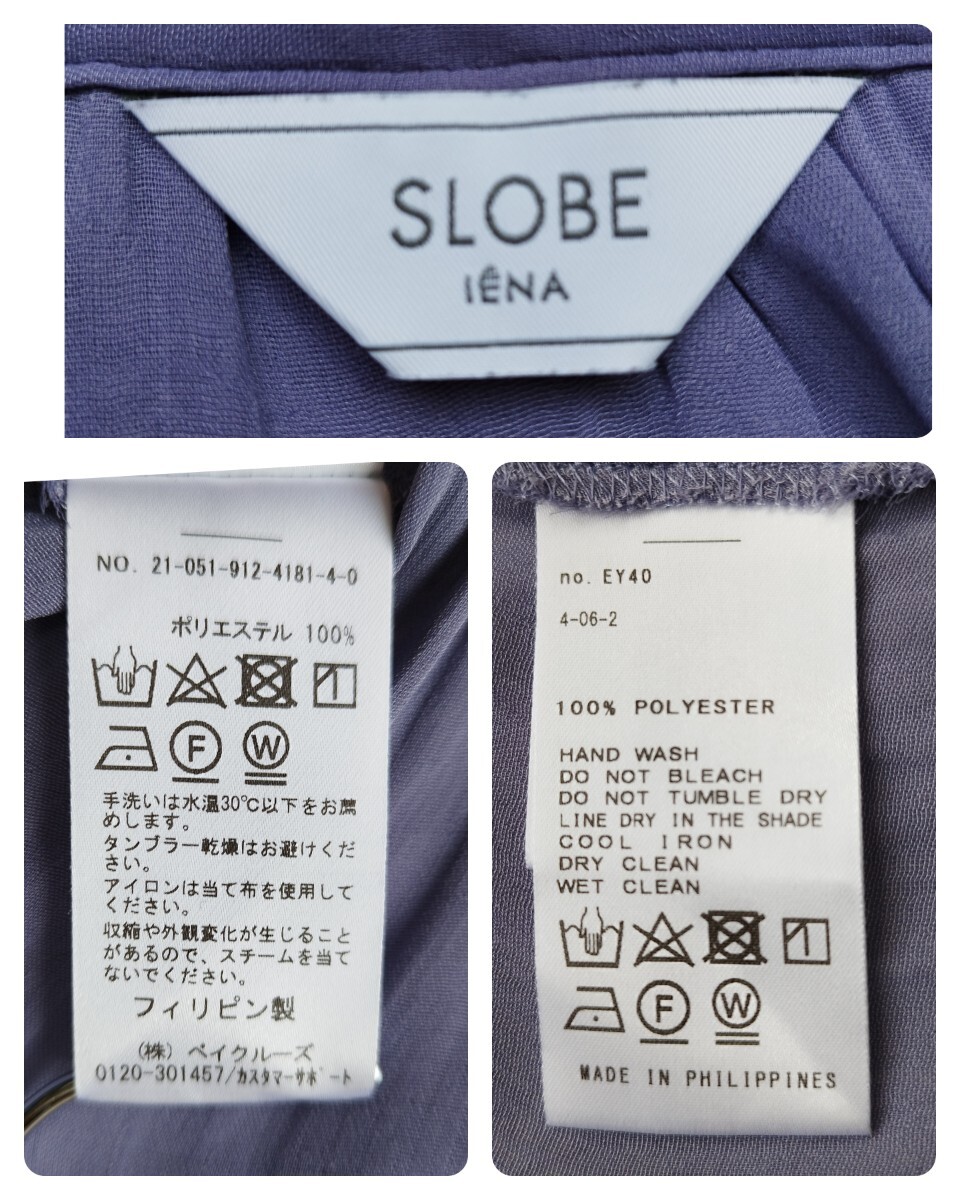 SLOBE
IÊNA
NO. 21-051-912-4181-4-0
ポリエステル 100%
F W
手洗いは水温30℃以下をお薦
めします。
タンブラー乾燥はお避けくだ
さい。
アイロンは当て布を使用して
ください。
収縮や外観変化が生じること
があるので、スチームを当て
ないでください。
フィリピン製
(株) ベイクルーズ
0120-301457/カスタマーサポート
no. EY40
4-06-2
100% POLYESTER
HAND WASH
DO NOT BLEACH
DO NOT TUMBLE DRY
LINE DRY IN THE SHADE
COOL IRON
DRY CLEAN
WET CLEAN
F W
MADE IN PHILIPPINES